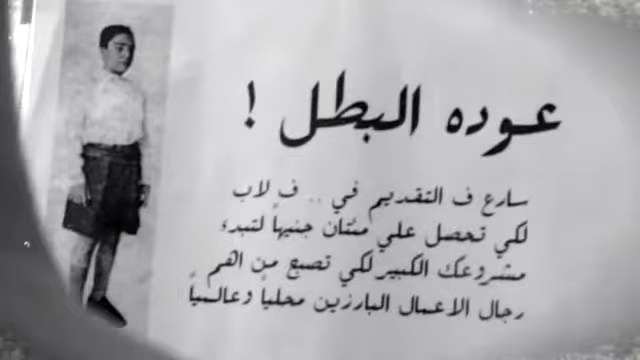 عوده البطل !
سارع ف التقديم في .. ف لاب
لكي تحصل علي مئتان جنيهاً لتبدء
مشروعك الكبير لكي تصبع من اهم
رجال الاعمال البارزين محلياً وعالمياً